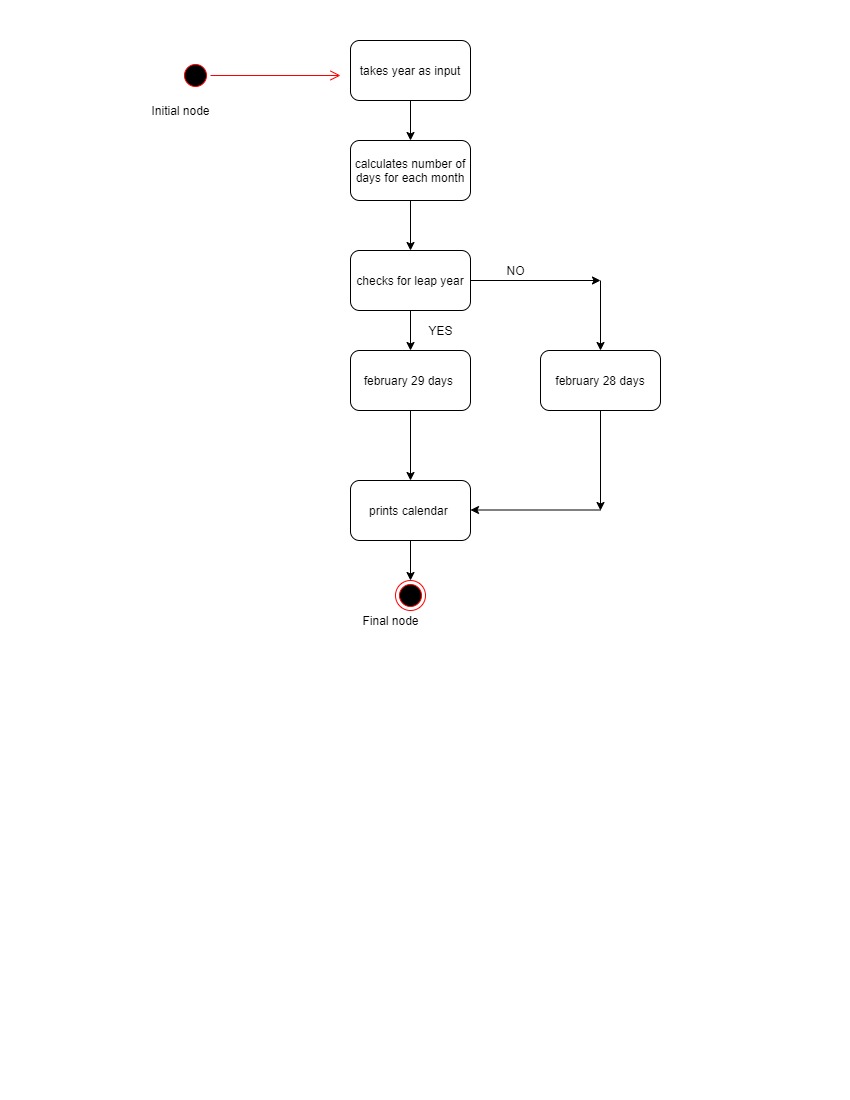 takes year as input
Initial node
calculates number of
days for each month
checks for leap year
NO
YES
february 29 days
february 28 days
prints calendar
Final node